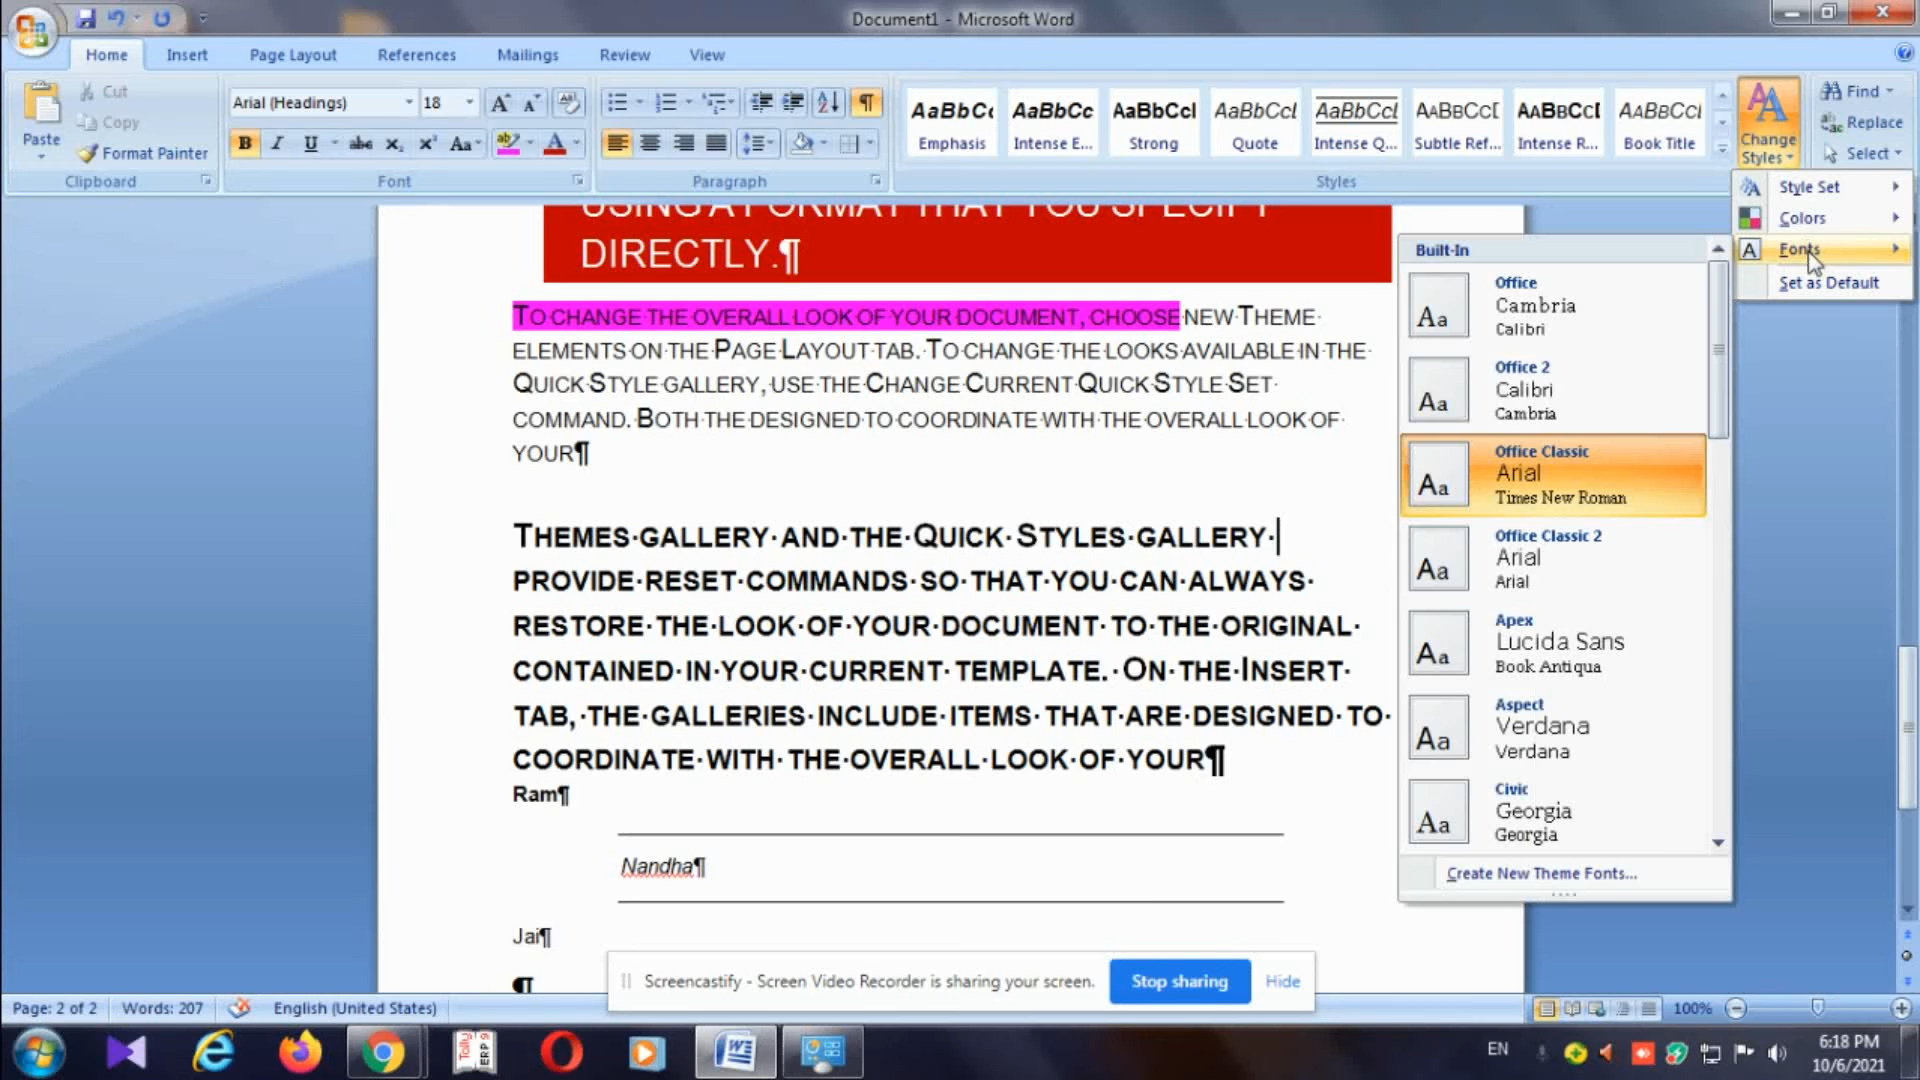 Document1 - Microsoft Word
Home
Insert
Page Layout
References
Mailings
Review
View
Paste
Cut
Copy
Format Painter
Clipboard
Arial (Headings)
18
Font
Paragraph
AaBbCc
Emphasis
AaBbCc
Intense E...
AaBbCcl
Strong
AaBbCcl
Quote
AaBbCcl
Intense Q...
AABBCCD
Subtle Ref...
AABBCCD
Intense R...
AABBCCL
Book Title
Styles
Change
Styles
Find
Replace
Select
Style Set
Colors
Fonts
Set as Default
USING A FORMAT THAT YOU SPECIFY
DIRECTLY.¶
TO CHANGE THE OVERALL LOOK OF YOUR DOCUMENT, CHOOSE NEW THEME
ELEMENTS ON THE PAGE LAYOUT TAB. TO CHANGE THE LOOKS AVAILABLE IN THE
QUICK STYLE GALLERY, USE THE CHANGE CURRENT QUICK STYLE SET
COMMAND. BOTH THE DESIGNED TO COORDINATE WITH THE OVERALL LOOK OF
YOUR¶
THEMES GALLERY AND THE QUICK STYLES GALLERY
PROVIDE RESET COMMANDS SO THAT YOU CAN ALWAYS
RESTORE THE LOOK OF YOUR DOCUMENT TO THE ORIGINAL
CONTAINED IN YOUR CURRENT TEMPLATE. ON THE INSERT
TAB, THE GALLERIES INCLUDE ITEMS THAT ARE DESIGNED TO
COORDINATE WITH THE OVERALL LOOK OF YOUR¶
Ram¶
Nandha¶
Jai¶
¶
Built-In
Aa
Office
Cambria
Calibri
Aa
Office 2
Calibri
Cambria
Aa
Office Classic
Arial
Times New Roman
Aa
Office Classic 2
Arial
Arial
Aa
Apex
Lucida Sans
Book Antiqua
Aa
Aspect
Verdana
Verdana
Aa
Civic
Georgia
Georgia
Create New Theme Fonts...
Screencastify - Screen Video Recorder is sharing your screen.
Stop sharing
Hide
Page: 2 of 2
Words: 207
English (United States)
100%
Tally
ERP 9
EN
6:18 PM
10/6/2021